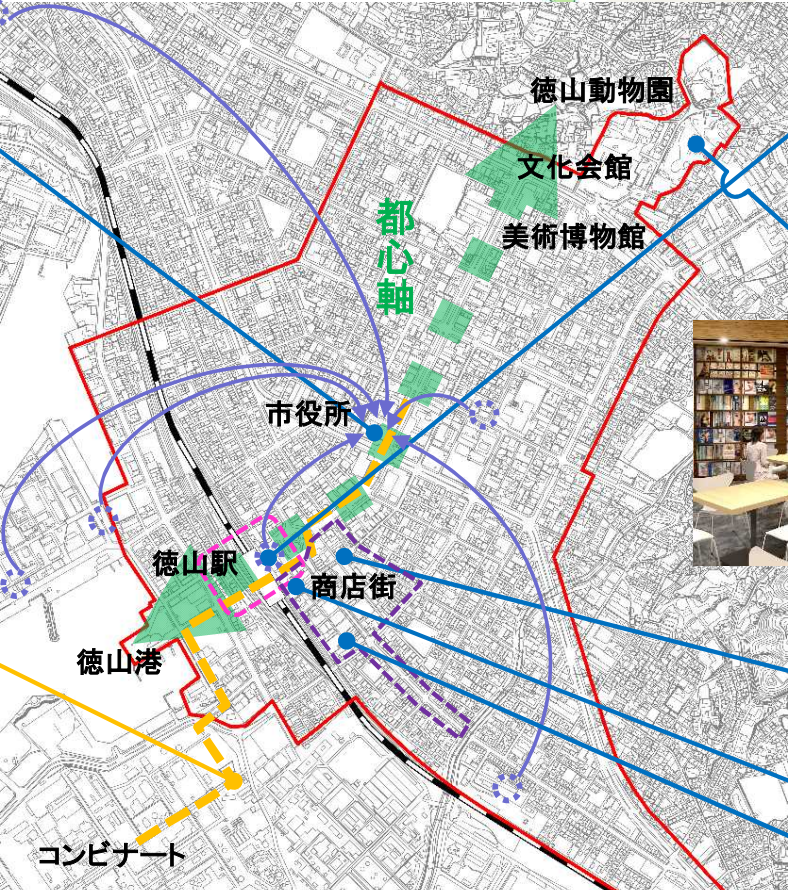 徳山動物園
文化会館
美術博物館
都心軸
市役所
徳山駅
商店街
徳山港
コンビナート